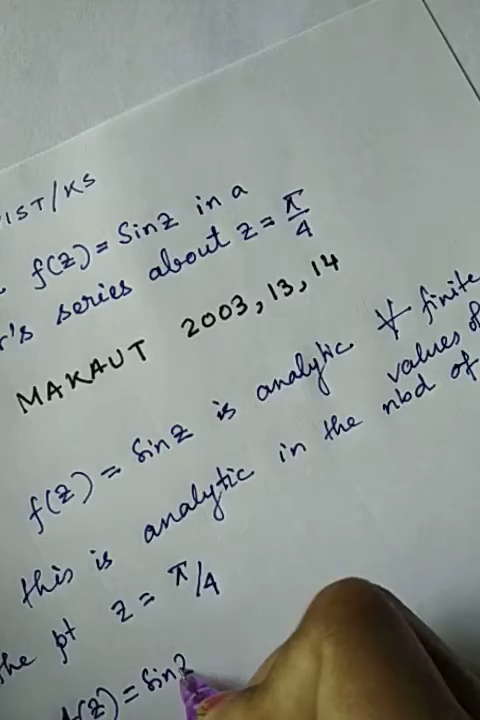 IST/KS
f(z) = Sinz in a
r's series about z = π/4
MAKAUT 2003, 13, 14
f(z) = Sinz is analytic ∀ finite
values of
this is analytic in the nbd of
the pt z = π/4
f(z) = Sinz